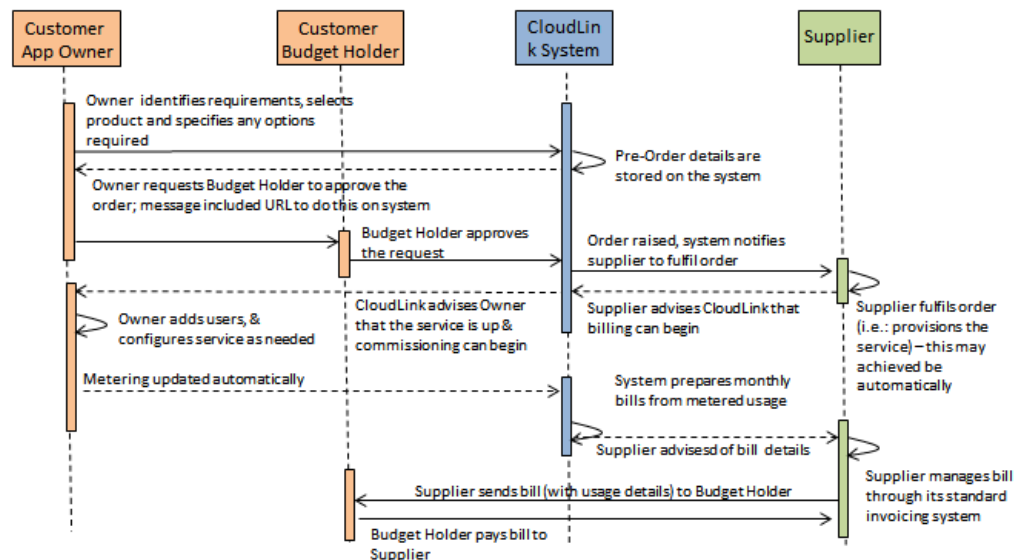 Customer
App Owner
Customer
Budget Holder
CloudLin
k System
Supplier
Owner identifies requirements, selects
product and specifies any options
required
Pre-Order details are
stored on the system
Owner requests Budget Holder to approve the
order; message included URL to do this on system
Budget Holder approves
the request
Order raised, system notifies
supplier to fulfil order
CloudLink advises Owner
that the service is up &
commissioning can begin
Supplier advises CloudLink that
billing can begin
Supplier fulfils order
(i.e.: provisions the
service) – this may
achieved be
automatically
Owner adds users, &
configures service as needed
Metering updated automatically
System prepares monthly
bills from metered usage
Supplier advisesd of bill details
Supplier manages bill
through its standard
invoicing system
Supplier sends bill (with usage details) to Budget Holder
Budget Holder pays bill to
Supplier